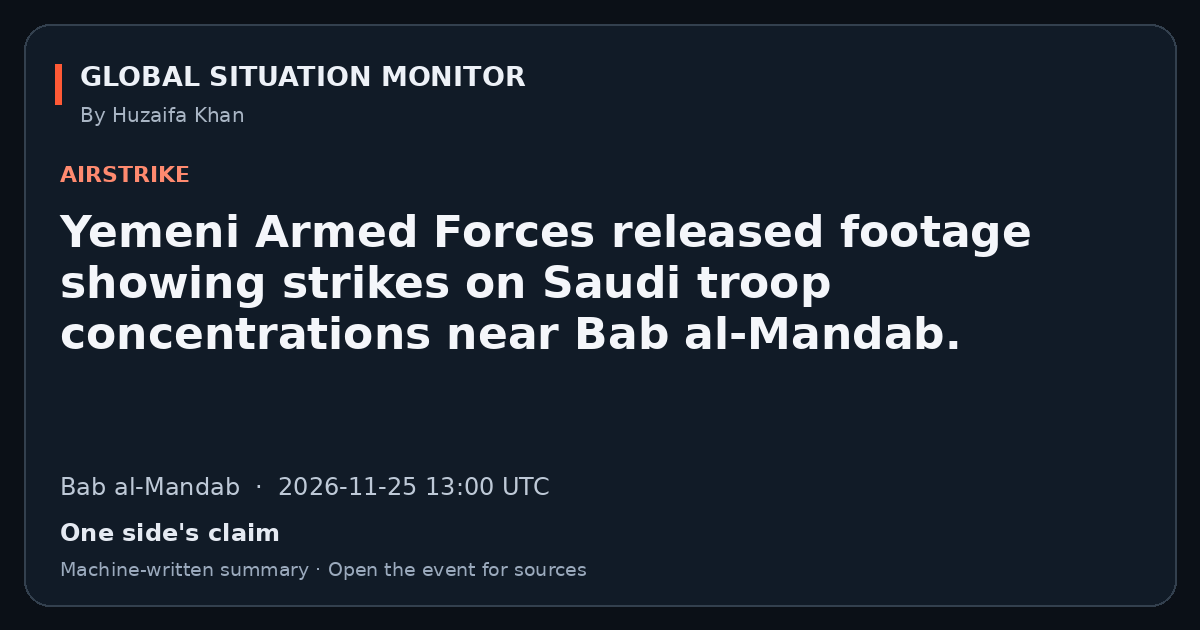 GLOBAL SITUATION MONITOR
By Huzaifa Khan
AIRSTRIKE
Yemeni Armed Forces released footage
showing strikes on Saudi troop
concentrations near Bab al-Mandab.
Bab al-Mandab · 2026-11-25 13:00 UTC
One side's claim
Machine-written summary · Open the event for sources